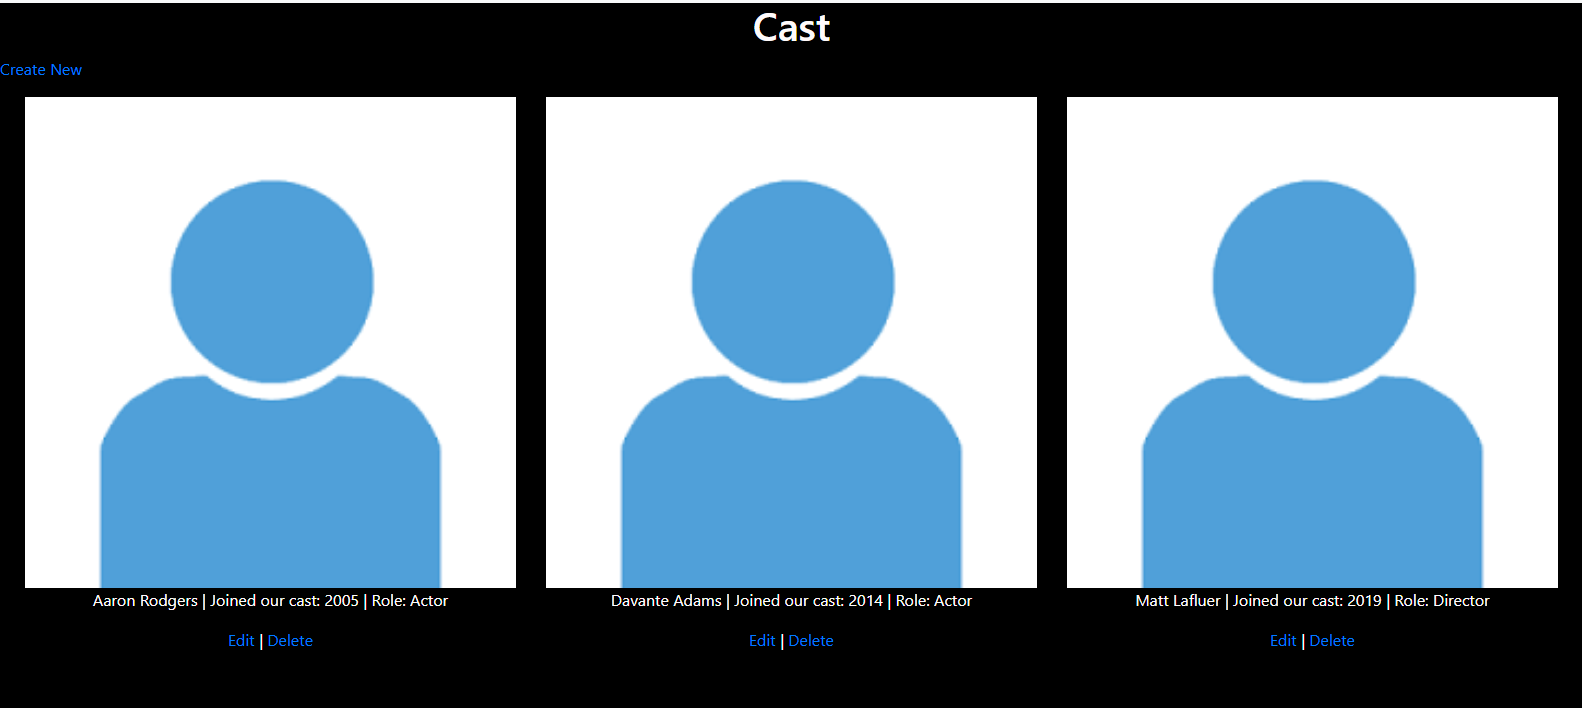 Cast
Create New
Aaron Rodgers | Joined our cast: 2005 | Role: Actor
Edit | Delete
Davante Adams | Joined our cast: 2014 | Role: Actor
Edit | Delete
Matt Lafluer | Joined our cast: 2019 | Role: Director
Edit | Delete